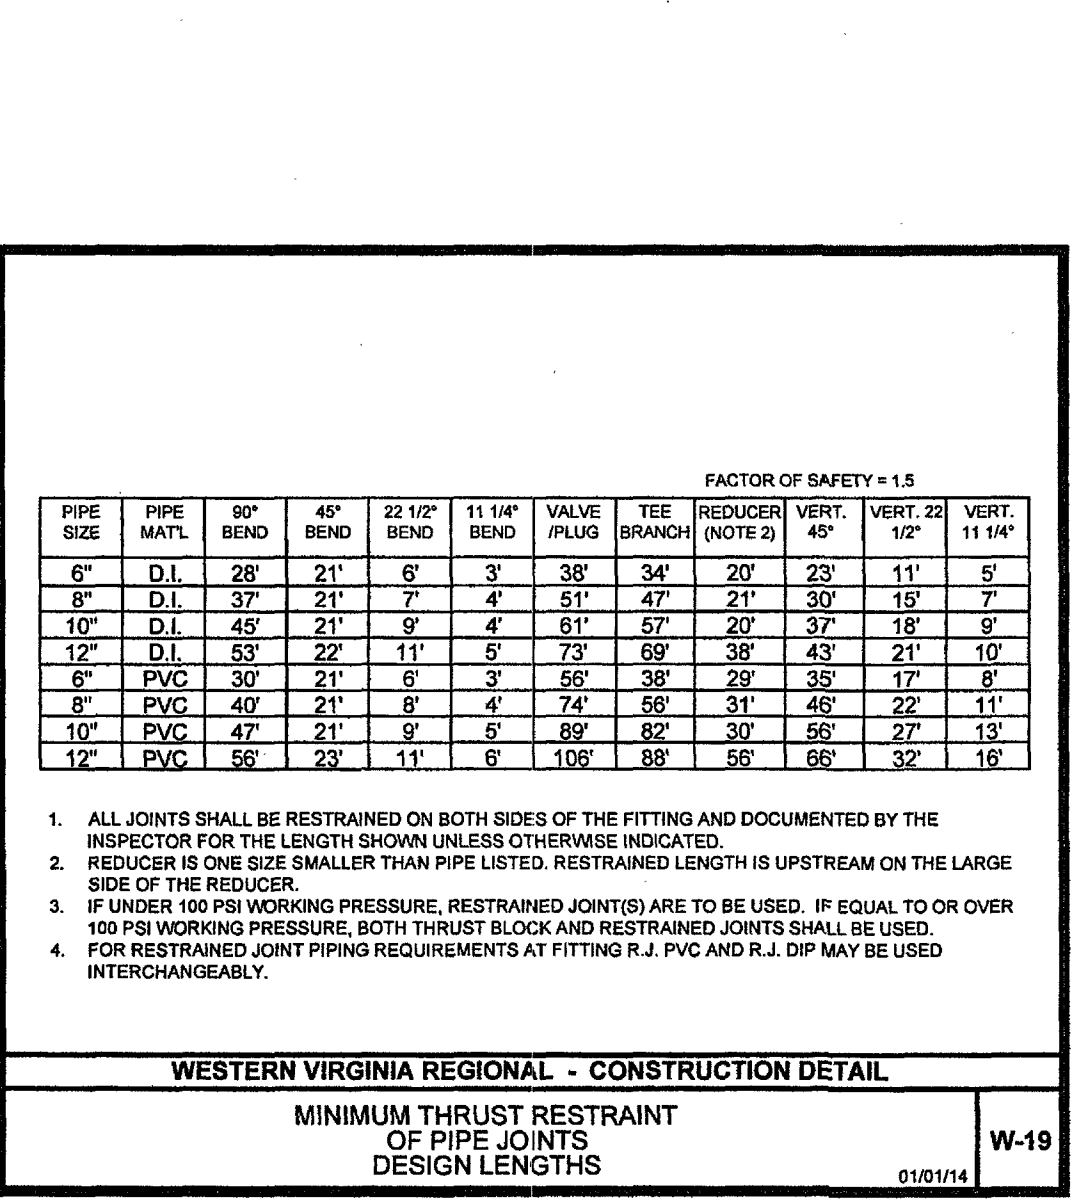 FACTOR OF SAFETY = 1.5
PIPE SIZE PIPE MAT'L 90° BEND 45° BEND 22 1/2° BEND 11 1/4° BEND VALVE /PLUG TEE BRANCH REDUCER (NOTE 2) VERT. 45° VERT. 22 1/2° VERT. 11 1/4°
6" D.I. 28' 21' 6' 3' 38' 34' 20' 23' 11' 5'
8" D.I. 37' 21' 7' 4' 51' 47' 21' 30' 15' 7'
10" D.I. 45' 21' 9' 4' 61' 57' 20' 37' 18' 9'
12" D.I. 53' 22' 11' 5' 73' 69' 38' 43' 21' 10'
6" PVC 30' 21' 6' 3' 56' 38' 29' 35' 17' 8'
8" PVC 40' 21' 8' 4' 74' 56' 31' 46' 22' 11'
10" PVC 47' 21' 9' 5' 89' 82' 30' 56' 27' 13'
12" PVC 56' 23' 11' 6' 106' 88' 56' 66' 32' 16'
1. ALL JOINTS SHALL BE RESTRAINED ON BOTH SIDES OF THE FITTING AND DOCUMENTED BY THE
INSPECTOR FOR THE LENGTH SHOWN UNLESS OTHERWISE INDICATED.
2. REDUCER IS ONE SIZE SMALLER THAN PIPE LISTED. RESTRAINED LENGTH IS UPSTREAM ON THE LARGE
SIDE OF THE REDUCER.
3. IF UNDER 100 PSI WORKING PRESSURE, RESTRAINED JOINT(S) ARE TO BE USED. IF EQUAL TO OR OVER
100 PSI WORKING PRESSURE, BOTH THRUST BLOCK AND RESTRAINED JOINTS SHALL BE USED.
4. FOR RESTRAINED JOINT PIPING REQUIREMENTS AT FITTING R.J. PVC AND R.J. DIP MAY BE USED
INTERCHANGEABLY.
WESTERN VIRGINIA REGIONAL - CONSTRUCTION DETAIL
MINIMUM THRUST RESTRAINT
OF PIPE JOINTS
DESIGN LENGTHS
01/01/14
W-19